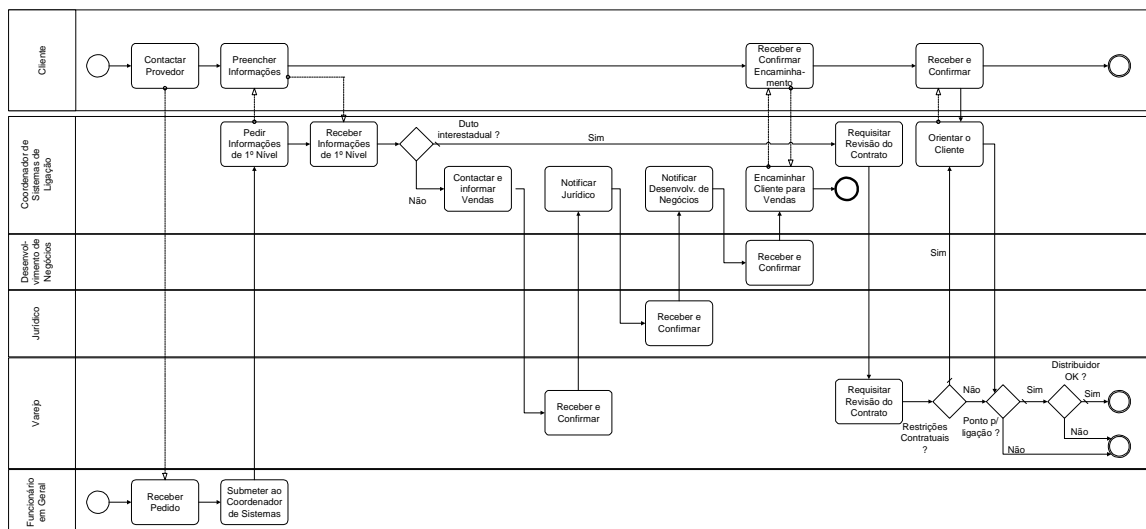 Cliente
Contactar
Provedor
Preencher
Informações
Receber e
Confirmar
Encaminha-
mento
Receber e
Confirmar
Coordenador de
Sistemas de
Ligação
Pedir
Informações
de 1º Nível
Receber
Informações
de 1º Nível
Duto
interestadual ?
Sim
Não
Requisitar
Revisão do
Contrato
Orientar o
Cliente
Contactar e
informar
Vendas
Notificar
Jurídico
Notificar
Desenvolv. de
Negócios
Encaminhar
Cliente para
Vendas
Desenvol-
vimento de
Negócios
Receber e
Confirmar
Sim
Jurídico
Receber e
Confirmar
Varejo
Receber e
Confirmar
Requisitar
Revisão do
Contrato
Restrições
Contratuais
?
Não
Ponto p/
ligação ?
Sim
Não
Distribuidor
OK ?
Sim
Não
Funcionário
em Geral
Receber
Pedido
Submeter ao
Coordenador
de Sistemas